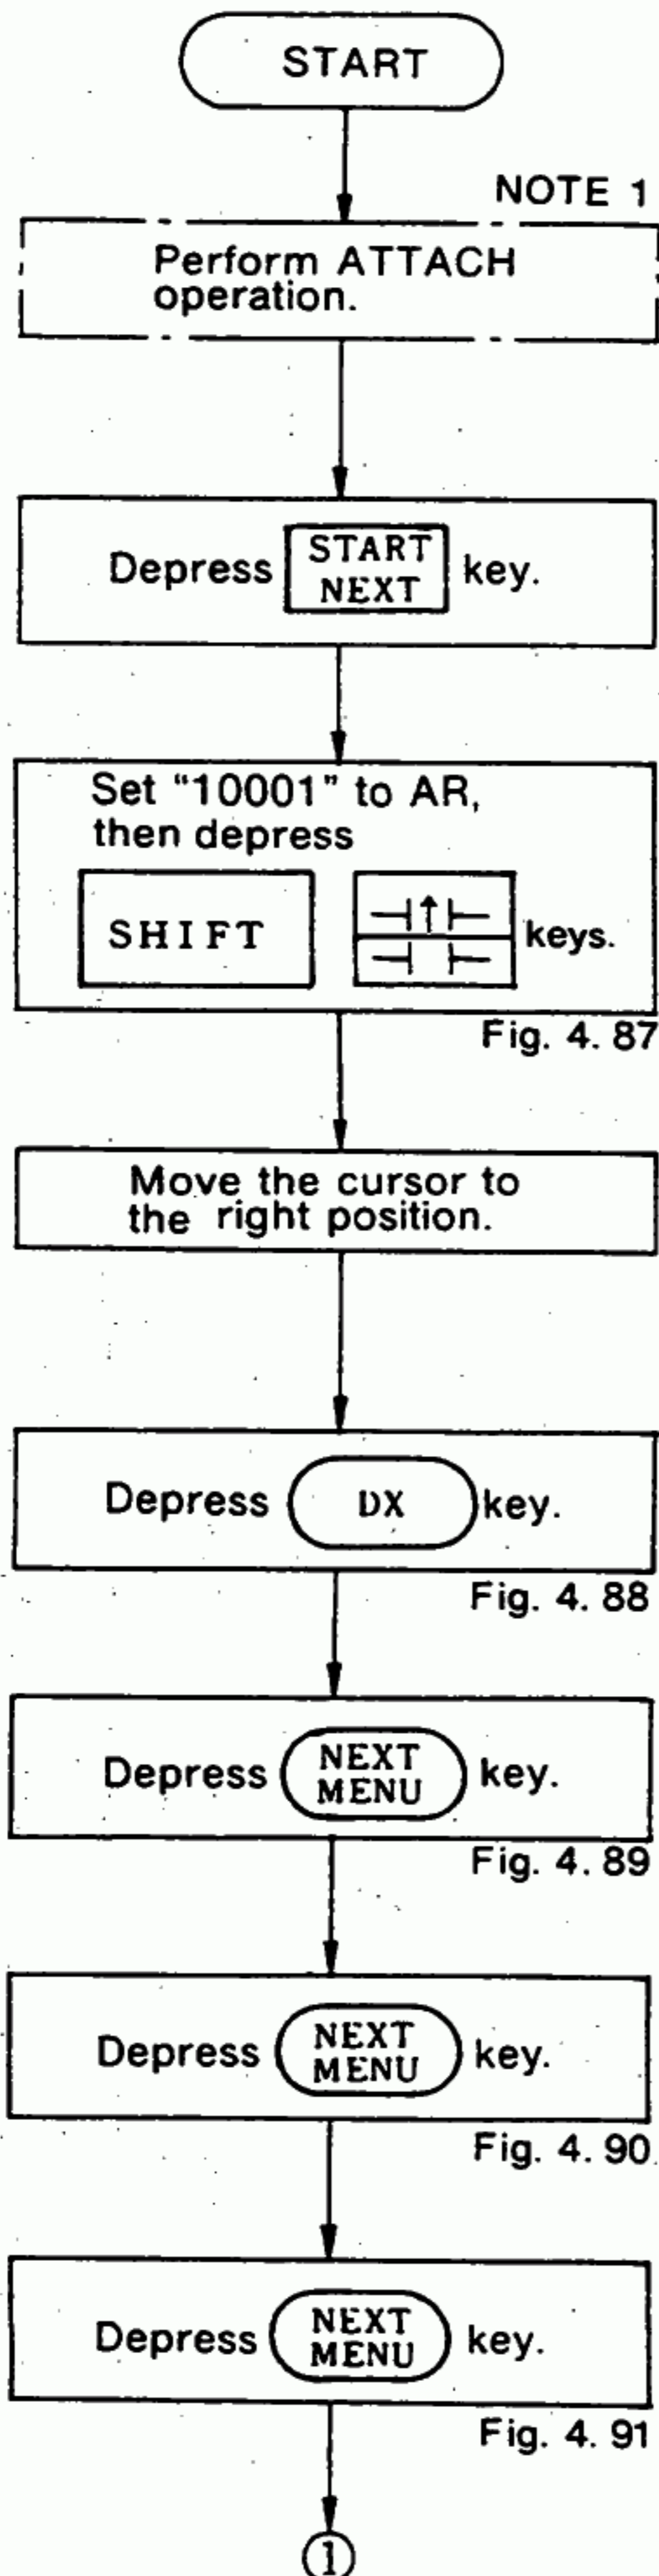 START
NOTE 1
Perform ATTACH
operation.
Depress START NEXT key.
Set “10001” to AR,
then depress
SHIFT keys.
Fig. 4. 87
Move the cursor to
the right position.
Depress DX key.
Fig. 4. 88
Depress NEXT MENU key.
Fig. 4. 89
Depress NEXT MENU key.
Fig. 4. 90
Depress NEXT MENU key.
Fig. 4. 91
1